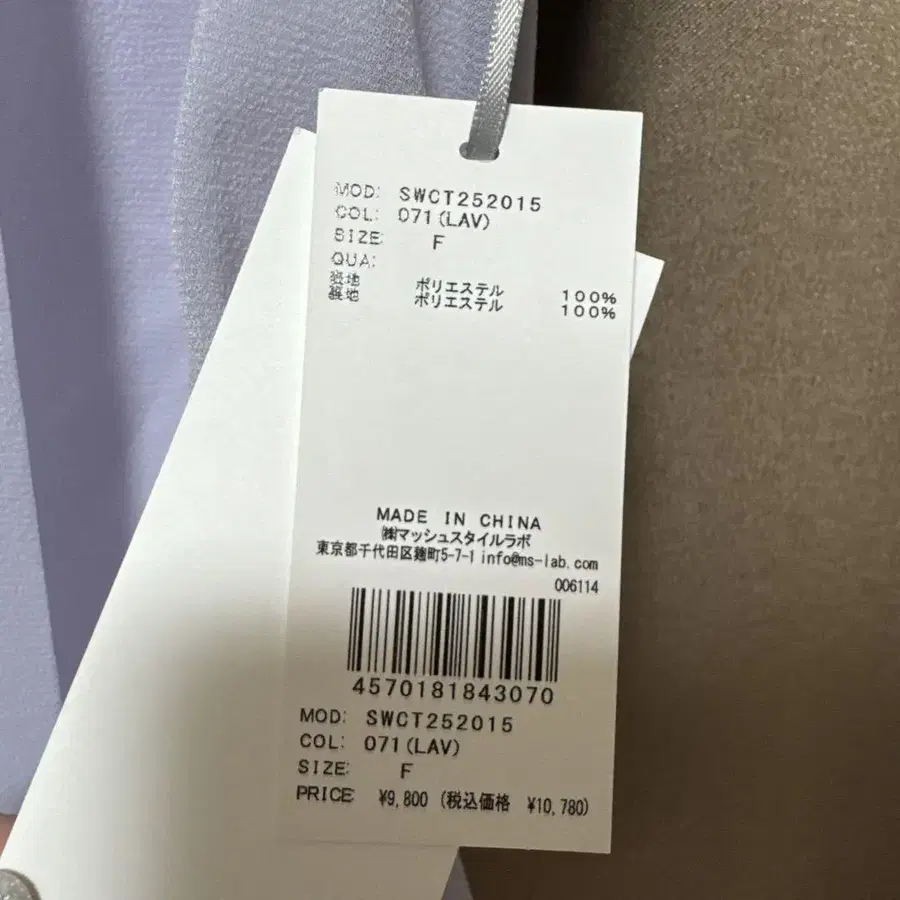 MOD: SWCT252015
COL: 071(LAV)
SIZE: F
QUA:
表地 ポリエステル 100%
裏地 ポリエステル 100%
MADE IN CHINA
㈱マッシュスタイルラボ
東京都千代田区麹町5-7-1 info@ms-lab.com
006114
4570181843070
MOD: SWCT252015
COL: 071(LAV)
SIZE: F
PRICE: ¥9,800 (税込価格 ¥10,780)